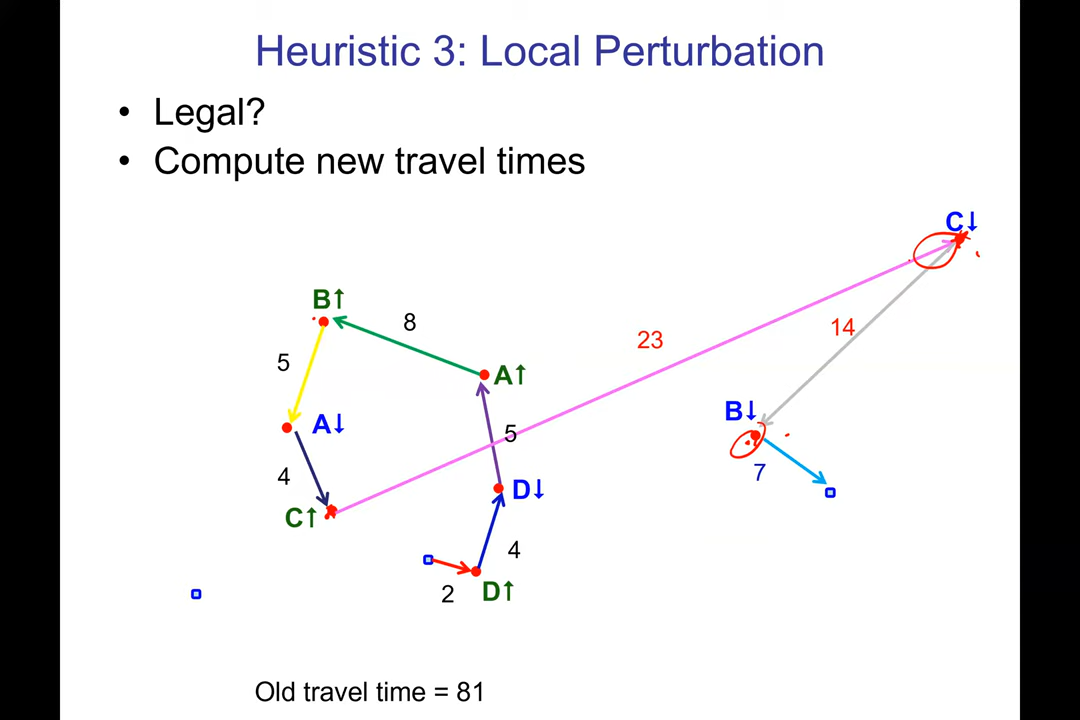 Heuristic 3: Local Perturbation
• Legal?
• Compute new travel times
C↓
B↑
8
23
14
5
A↑
B↓
A↓
5
4
7
D↓
C↑
4
2
D↑
Old travel time = 81